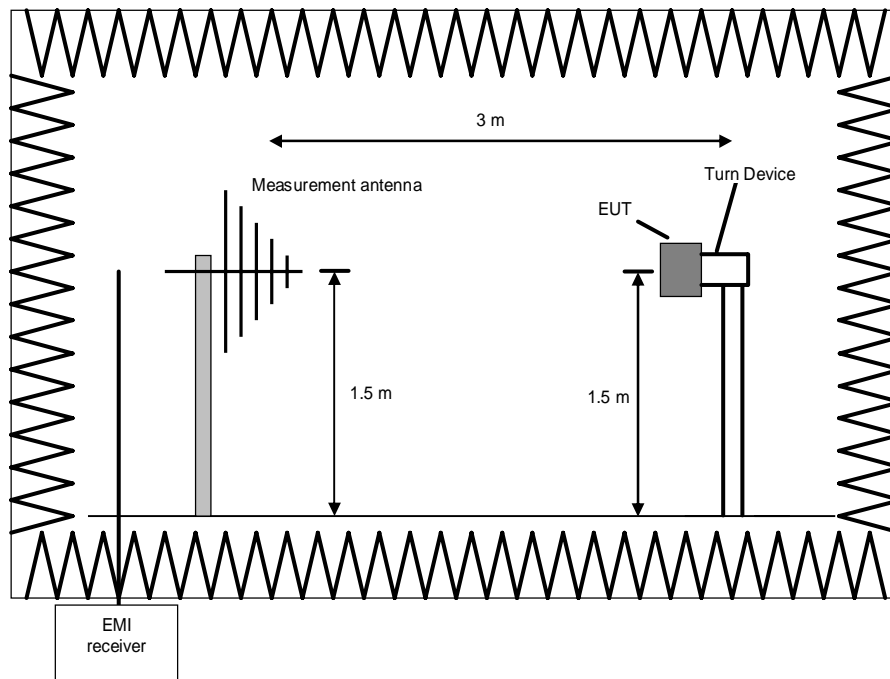 3 m
Measurement antenna
Turn Device
EUT
1.5 m
1.5 m
EMI
receiver